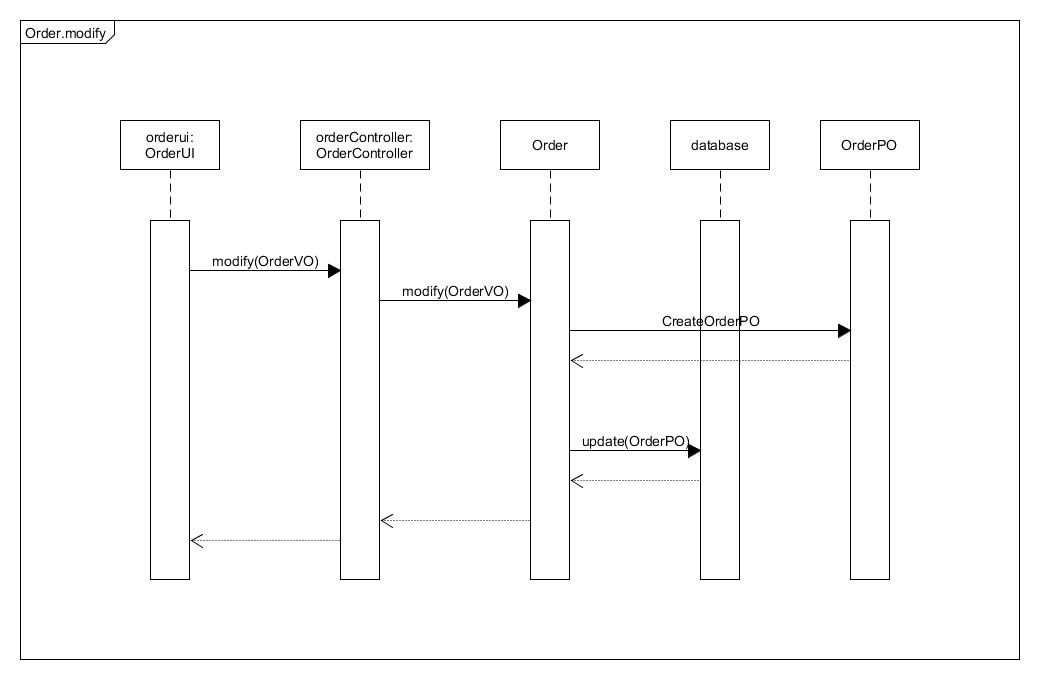 Order.modify
orderui:
OrderUI
orderController:
OrderController
Order
database
OrderPO
modify(OrderVO)
modify(OrderVO)
CreateOrderPO
update(OrderPO)